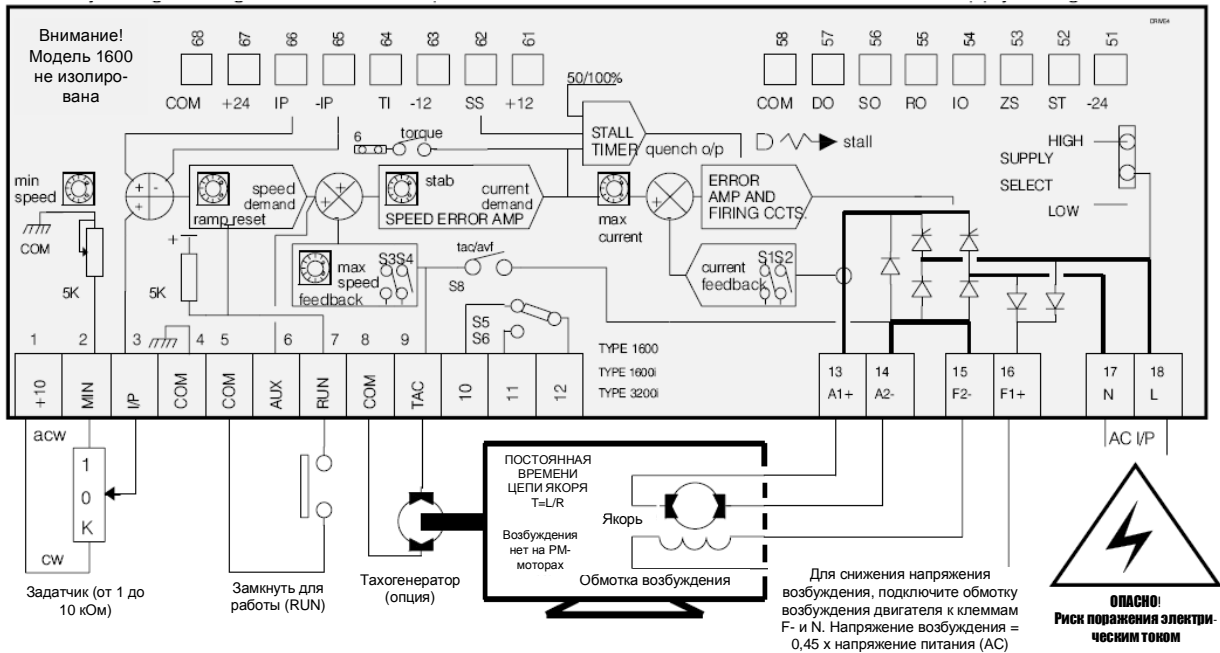 Внимание!
Модель 1600
не изолиро-
вана
68 67 66 65 64 63 62 61
COM +24 IP -IP TI -12 SS +12
58 57 56 55 54 53 52 51
COM DO SO RO IO ZS ST -24
DRIV64
50/100%
6 torque
STALL
TIMER
quench o/p
stall
HIGH
SUPPLY
SELECT
LOW
min
speed
COM
5K
+ -
+ +
speed
demand
ramp reset
+
5K
+
+
stab
current
demand
SPEED ERROR AMP
max
current
+
-
ERROR
AMP AND
FIRING CCTS.
max
speed
feedback
S3S4
tac/avf
S8
S5
S6
current
feedback
S1S2
1 2 3 4 5 6 7 8 9
+10 MIN I/P COM COM AUX RUN COM TAC 10 11 12
TYPE 1600
TYPE 1600i
TYPE 3200i
13 14 15 16 17 18
A1+ A2- F2- F1+ N L
acw
1
0
K
cw
AC I/P
ПОСТОЯННАЯ
ВРЕМЕНИ
ЦЕПИ ЯКОРЯ
T=L/R
Якорь
Возбуждения
нет на РМ-
моторах
Обмотка возбуждения
Задатчик (от 1 до
10 кОм)
Замкнуть для
работы (RUN)
Тахогенератор
(опция)
Для снижения напряжения
возбуждения, подключите обмотку
возбуждения двигателя к клеммам
F- и N. Напряжение возбуждения =
0,45 х напряжение питания (AC)
ОПАСНО!
Риск поражения электри-
ческим током